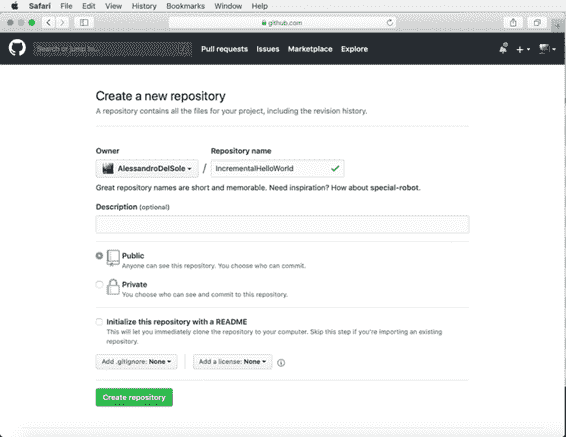 Safari File Edit View History Bookmarks Window Help
github.com
Search or jump to...
Pull requests Issues Marketplace Explore
Create a new repository
A repository contains all the files for your project, including the revision history.
Owner Repository name
AlessandroDelSole / IncrementalHelloWorld
Great repository names are short and memorable. Need inspiration? How about special-robot.
Description (optional)
Public
Anyone can see this repository. You choose who can commit.
Private
You choose who can see and commit to this repository.
Initialize this repository with a README
This will let you immediately clone the repository to your computer. Skip this step if you're importing an existing
repository.
Add .gitignore: None Add a license: None
Create repository